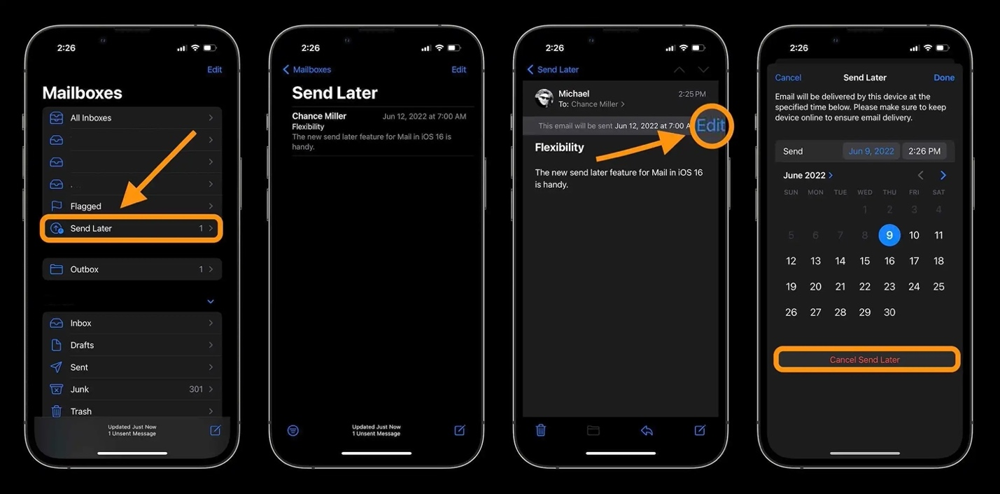 2:26
Edit
Mailboxes
All Inboxes
Flagged
Send Later 1
Outbox 1
Inbox
Drafts
Sent
Junk 301
Trash
Updated Just Now
1 Unsent Message
2:26
Mailboxes Edit
Send Later
Chance Miller Jun 12, 2022 at 7:00 AM
Flexibility
The new send later feature for Mail in iOS 16 is
handy.
Updated Just Now
1 Unsent Message
2:26
Send Later
Michael 2:25 PM
To: Chance Miller
This email will be sent Jun 12, 2022 at 7:00 A Edit
Flexibility
The new send later feature for Mail in iOS 16
is handy.
2:26
Cancel Send Later Done
Email will be delivered by this device at the
specified time below. Please make sure to keep
device online to ensure email delivery.
Send Jun 9, 2022 2:26 PM
June 2022
SUN MON TUE WED THU FRI SAT
1 2 3 4
5 6 7 8 9 10 11
12 13 14 15 16 17 18
19 20 21 22 23 24 25
26 27 28 29 30
Cancel Send Later